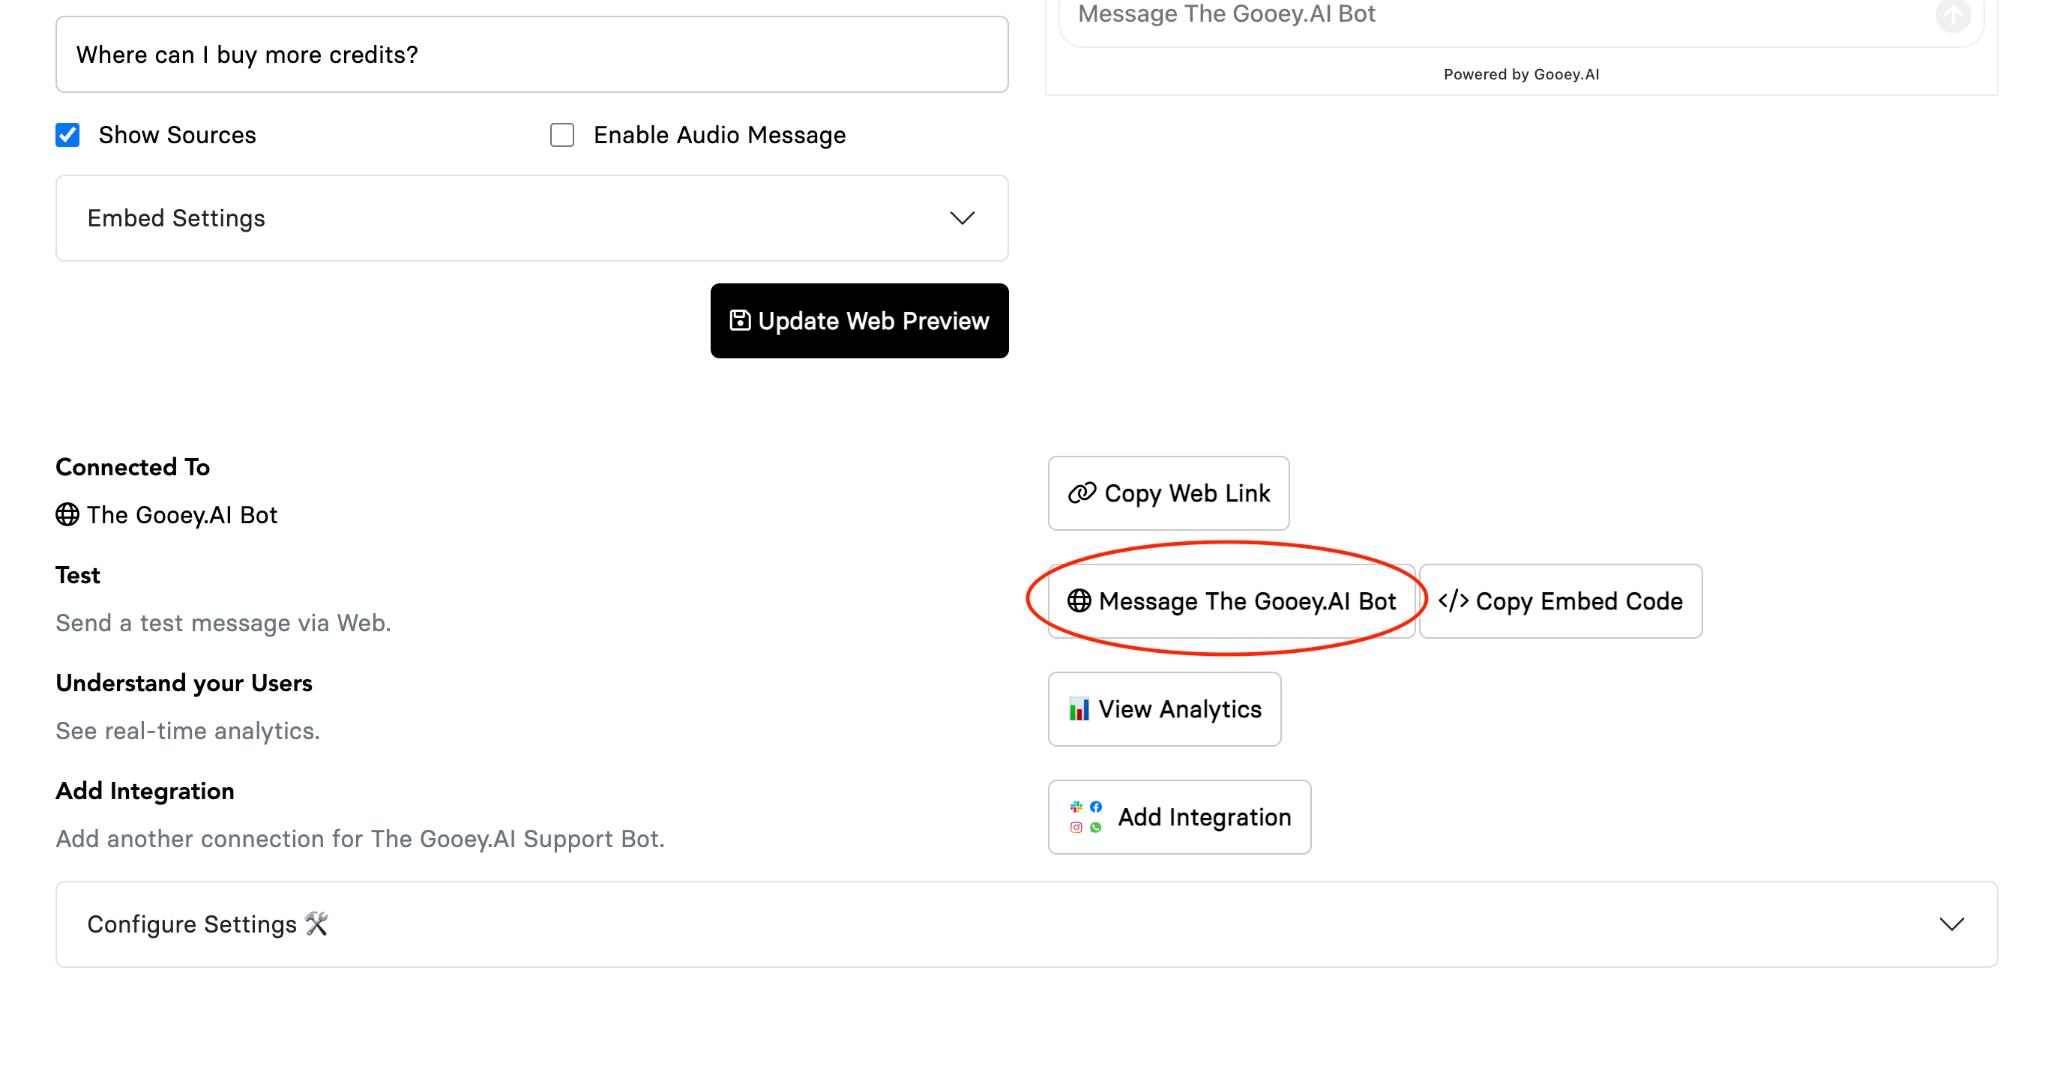 Where can I buy more credits?
Message The Gooey.AI Bot
Powered by Gooey.AI
Show Sources
Enable Audio Message
Embed Settings
Update Web Preview
Connected To
The Gooey.AI Bot
Copy Web Link
Test
Send a test message via Web.
Message The Gooey.AI Bot
</> Copy Embed Code
Understand your Users
See real-time analytics.
View Analytics
Add Integration
Add another connection for The Gooey.AI Support Bot.
Add Integration
Configure Settings 🛠️